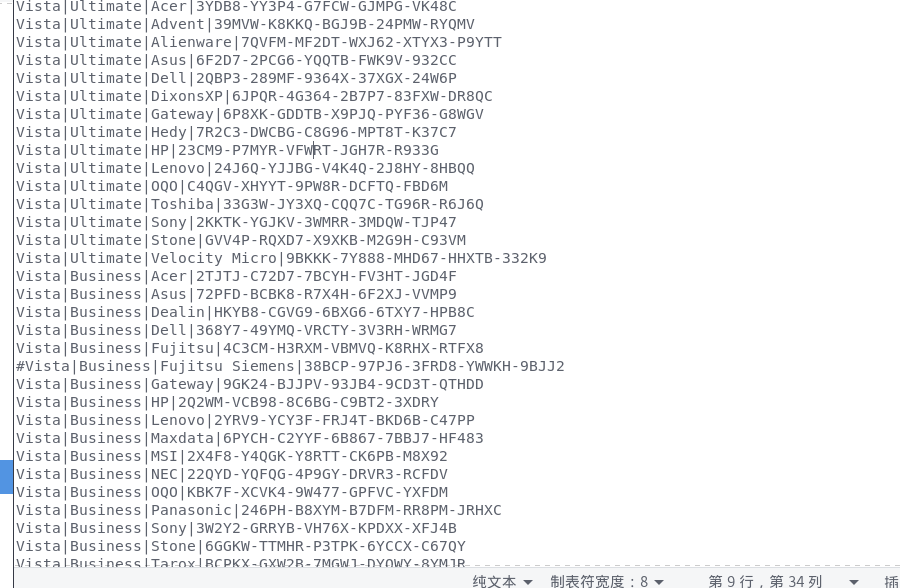 Vista|Ultimate|Acer|3YDB8-YY3P4-G7FCW-GJMPG-VK48C
Vista|Ultimate|Advent|39MVW-K8KKQ-BGJ9B-24PMW-RYQMV
Vista|Ultimate|Alienware|7QVFM-MF2DT-WXJ62-XTYX3-P9YTT
Vista|Ultimate|Asus|6F2D7-2PCG6-YQQTB-FWK9V-932CC
Vista|Ultimate|Dell|2QBP3-289MF-9364X-37XGX-24W6P
Vista|Ultimate|DixonsXP|6JPQR-4G364-2B7P7-83FXW-DR8QC
Vista|Ultimate|Gateway|6P8XK-GDDTB-X9PJQ-PYF36-G8WGV
Vista|Ultimate|Hedy|7R2C3-DWCBG-C8G96-MPT8T-K37C7
Vista|Ultimate|HP|23CM9-P7MYR-VFWRT-JGH7R-R933G
Vista|Ultimate|Lenovo|24J6Q-YJJBG-V4K4Q-2J8HY-8HBQQ
Vista|Ultimate|OQO|C4QGV-XHYYT-9PW8R-DCFTQ-FBD6M
Vista|Ultimate|Toshiba|33G3W-JY3XQ-CQQ7C-TG96R-R6J6Q
Vista|Ultimate|Sony|2KKTK-YGJKV-3WMRR-3MDQW-TJP47
Vista|Ultimate|Stone|GVV4P-RQXD7-X9XKB-M2G9H-C93VM
Vista|Ultimate|Velocity Micro|9BKKK-7Y888-MHD67-HHXTB-332K9
Vista|Business|Acer|2TJTJ-C72D7-7BCYH-FV3HT-JGD4F
Vista|Business|Asus|72PFD-BCBK8-R7X4H-6F2XJ-VVMP9
Vista|Business|Dealin|HKYB8-CGVG9-6BXG6-6TXY7-HPB8C
Vista|Business|Dell|368Y7-49YMQ-VRCTY-3V3RH-WRMG7
Vista|Business|Fujitsu|4C3CM-H3RXM-VBMVQ-K8RHX-RTFX8
#Vista|Business|Fujitsu Siemens|38BCP-97PJ6-3FRD8-YWWKH-9BJJ2
Vista|Business|Gateway|9GK24-BJJPV-93JB4-9CD3T-QTHDD
Vista|Business|HP|2Q2WM-VCB98-8C6BG-C9BT2-3XDRY
Vista|Business|Lenovo|2YRV9-YCY3F-FRJ4T-BKD6B-C47PP
Vista|Business|Maxdata|6PYCH-C2YYF-6B867-7BBJ7-HF483
Vista|Business|MSI|2X4F8-Y4QGK-Y8RTT-CK6PB-M8X92
Vista|Business|NEC|22QYD-YQFQG-4P9GY-DRVR3-RCFDV
Vista|Business|OQO|KBK7F-XCVK4-9W477-GPFVC-YXFDM
Vista|Business|Panasonic|246PH-B8XYM-B7DFM-RR8PM-JRHXC
Vista|Business|Sony|3W2Y2-GRRYB-VH76X-KPDXX-XFJ4B
Vista|Business|Stone|6GGKW-TTMHR-P3TPK-6YCCX-C67QY
Vista|Business|Tarox|BCPKX-GXW2B-7MGWJ-DYQWY-8YMJR
纯文本 制表符宽度：8 第 9 行，第 34 列 插